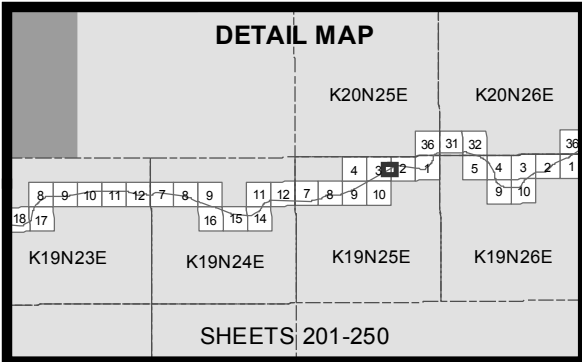 DETAIL MAP
K20N25E K20N26E
36 31 32 36
4 3 2 1 5 4 3 2 1
8 9 10 11 12 7 8 9 11 12 7 8 9 10 9 10
18 17 16 15 14
K19N23E K19N24E K19N25E K19N26E
SHEETS 201-250